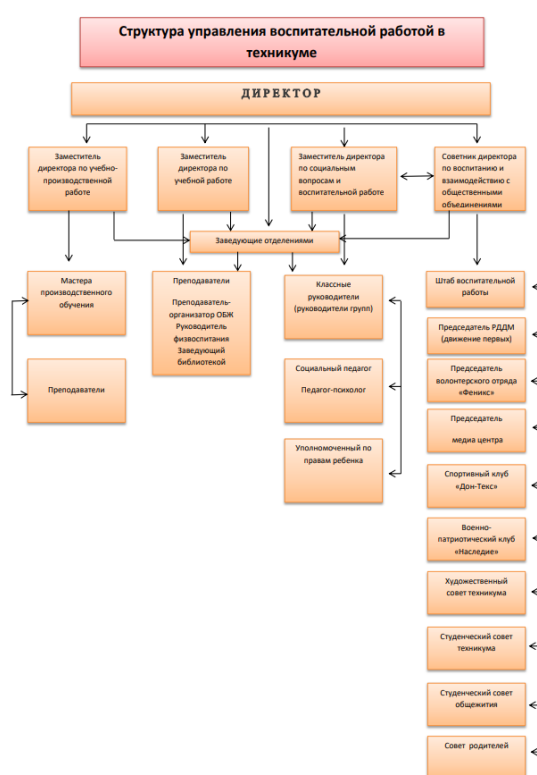 Структура управления воспитательной работой в
техникуме
ДИРЕКТОР
Заместитель
директора по учебно-
производственной
работе
Заместитель
директора по
учебной работе
Заместитель директора
по социальным
вопросам и
воспитательной работе
Советник директора
по воспитанию и
взаимодействию с
общественными
объединениями
Заведующие отделениями
Мастера
производственного
обучения
Преподаватели
Преподаватель-
организатор ОБЖ
Руководитель
физвоспитания
Заведующий
библиотекой
Классные
руководители
(руководители групп)
Штаб воспитательной
работы
Председатель РДДМ
(движение первых)
Преподаватели
Социальный педагог
Педагог-психолог
Председатель
волонтерского отряда
«Феникс»
Председатель
медиа центра
Уполномоченный по
правам ребенка
Спортивный клуб
«Дон-Текс»
Военно-
патриотический клуб
«Наследие»
Художественный
совет техникума
Студенческий совет
техникума
Студенческий совет
общежития
Совет родителей